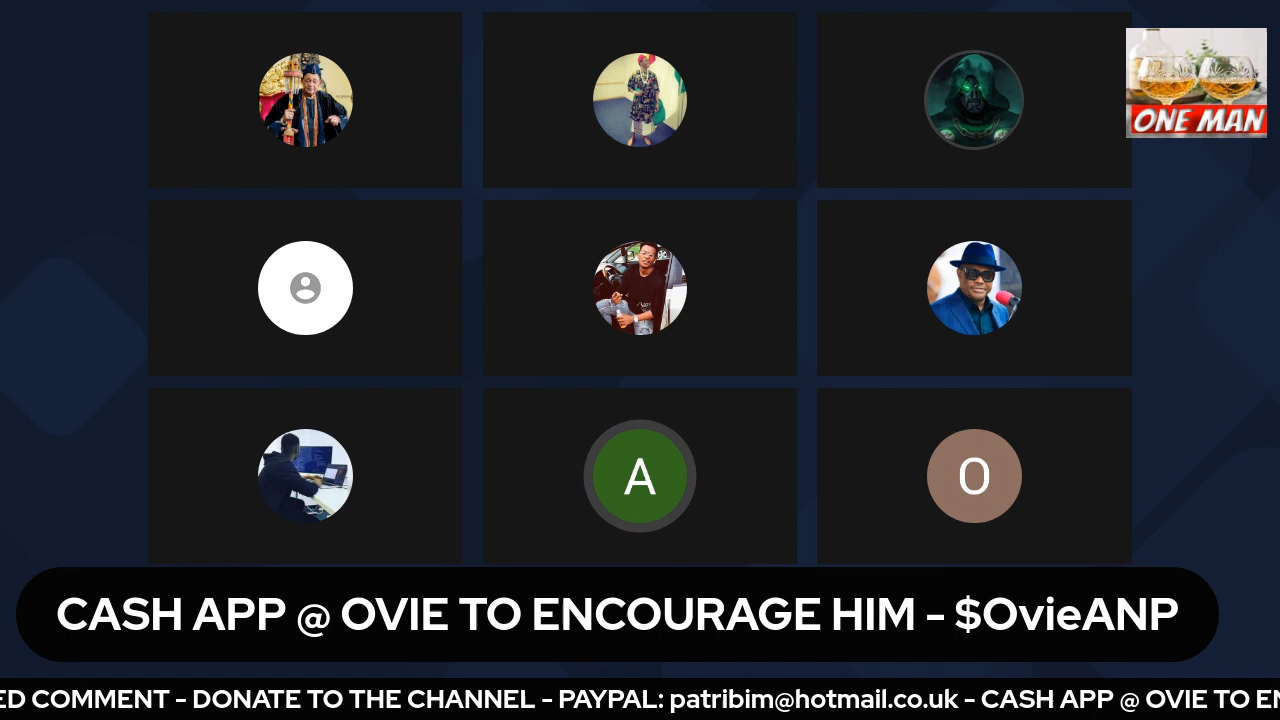 ONE MAN
A
O
CASH APP @ OVIE TO ENCOURAGE HIM - $OvieANP
ED COMMENT - DONATE TO THE CHANNEL - PAYPAL: patribim@hotmail.co.uk - CASH APP @ OVIE TO